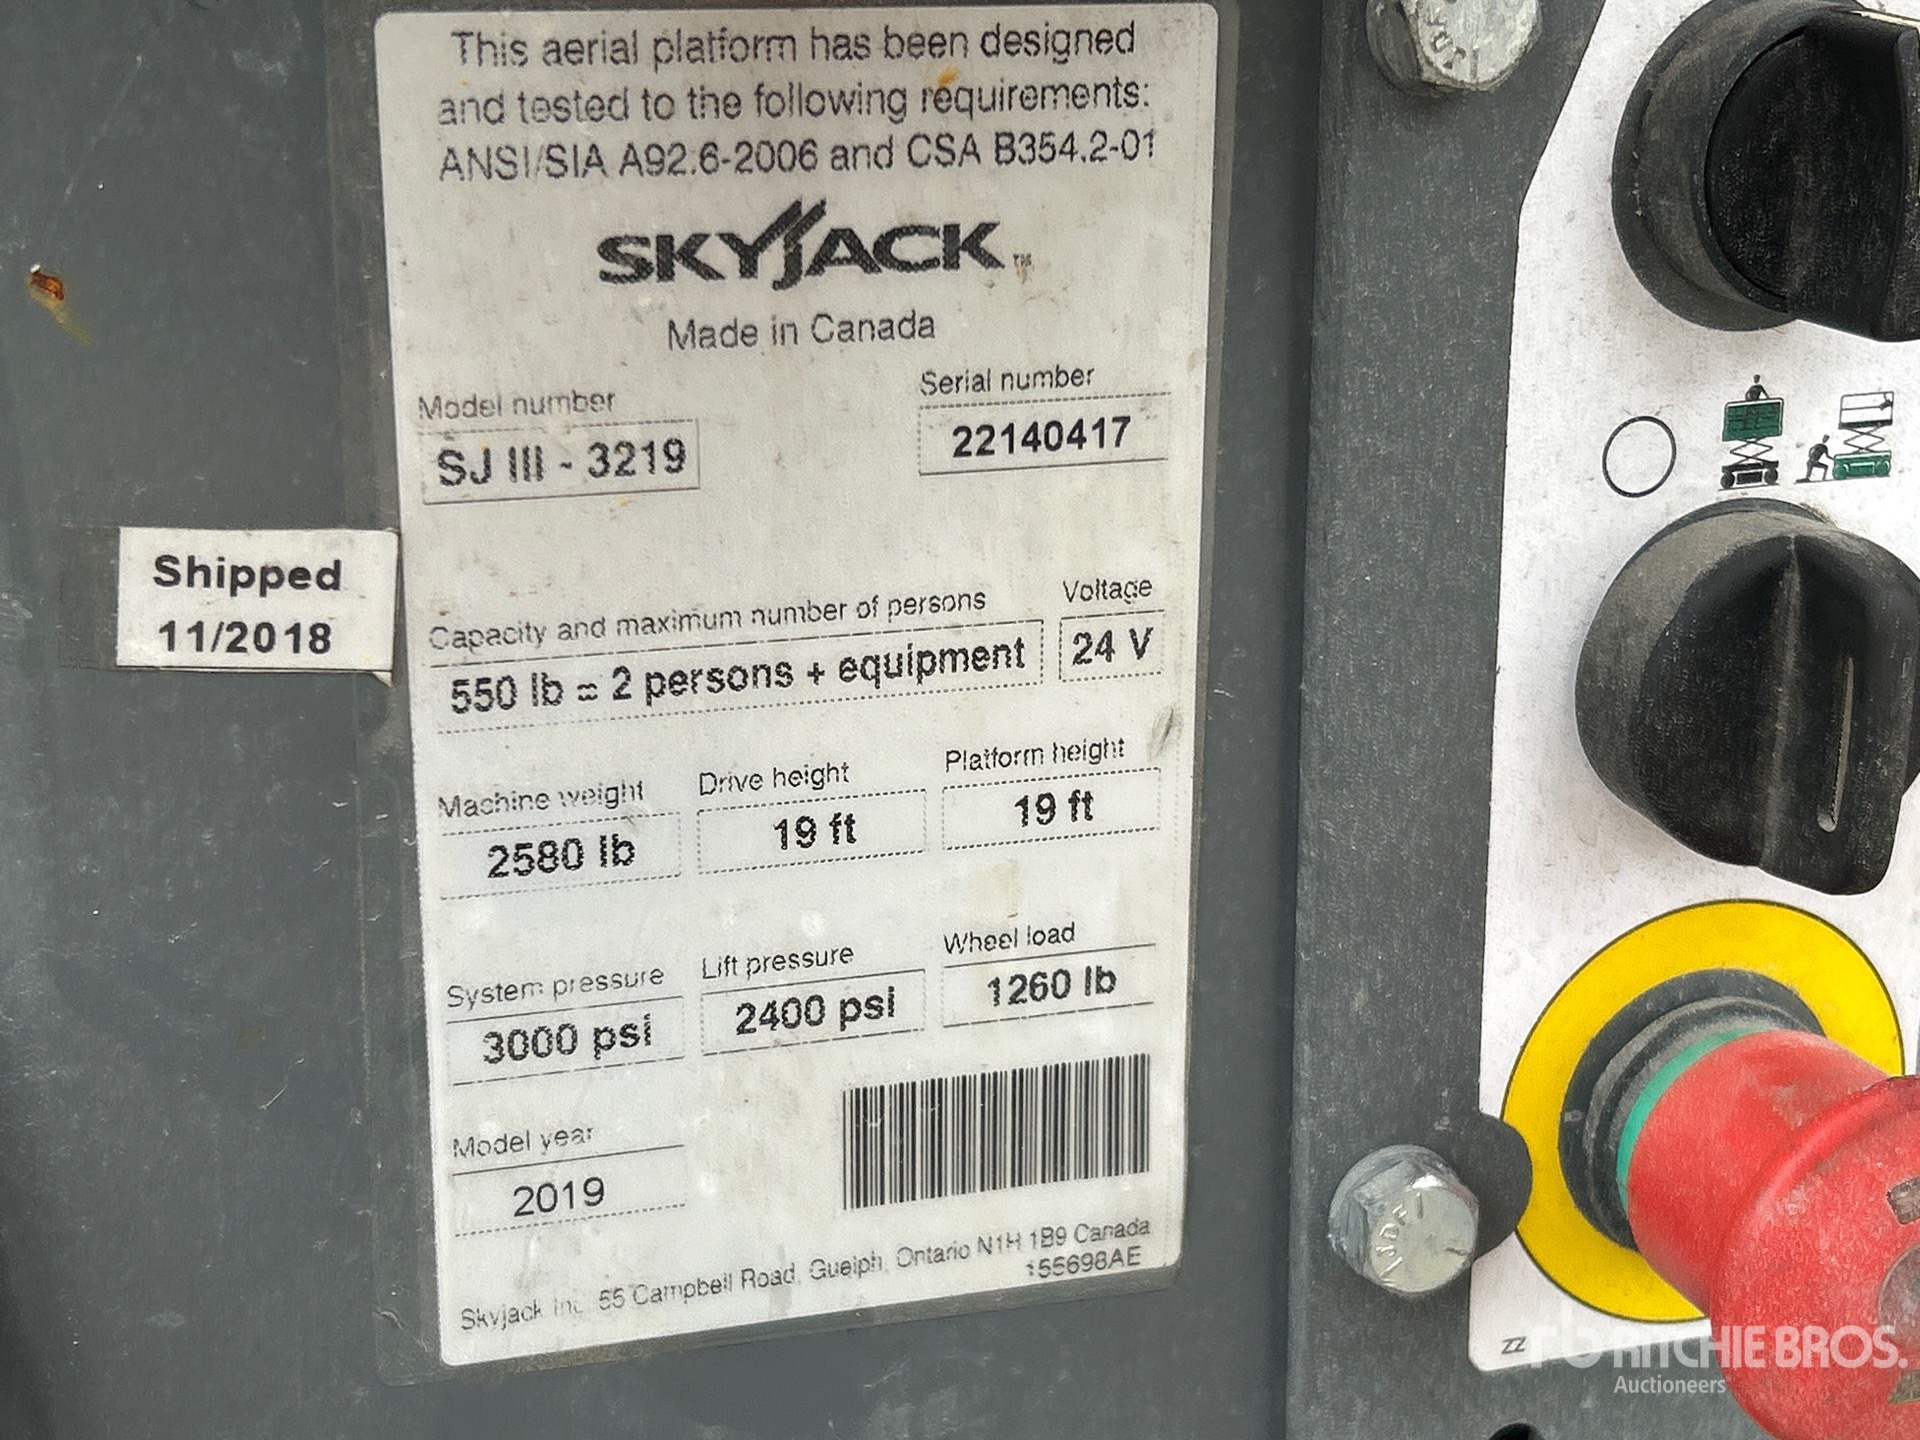 This aerial platform has been designed
and tested to the following requirements:
ANSI/SIA A92.6-2006 and CSA B354.2-01
SKYJACK™
Made in Canada
Model number
SJ III - 3219
Serial number
22140417
Shipped
11/2018
Capacity and maximum number of persons
550 lb = 2 persons + equipment
Voltage
24 V
Machine weight
2580 lb
Drive height
19 ft
Platform height
19 ft
System pressure
3000 psi
Lift pressure
2400 psi
Wheel load
1260 lb
Model year
2019
Skyjack Inc. 55 Campbell Road, Guelph, Ontario N1H 1B9 Canada
155698AE
rb RITCHIE BROS.
Auctioneers